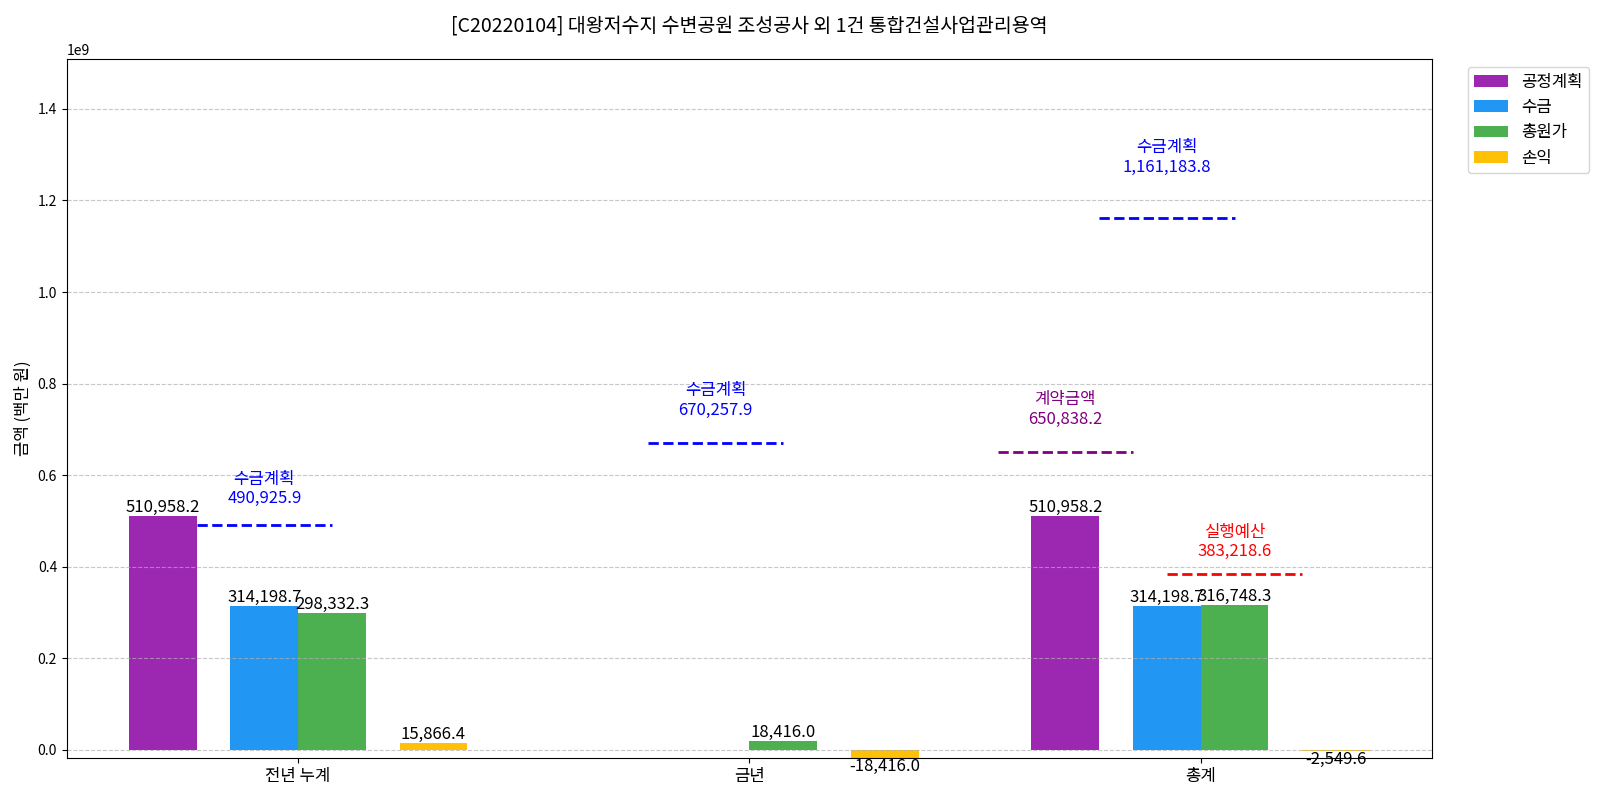 [C20220104] 대왕저수지 수변공원 조성공사 외 1건 통합건설사업관리용역
1e9
1.4
1.2
1.0
0.8
0.6
0.4
0.2
0.0
금액 (백만 원)
공정계획
수금
총원가
손익
수금계획
1,161,183.8
수금계획
670,257.9
계약금액
650,838.2
수금계획
490,925.9
510,958.2
510,958.2
실행예산
383,218.6
314,198.7
298,332.3
314,198.7
316,748.3
15,866.4
18,416.0
-18,416.0
-2,549.6
전년 누계
금년
총계